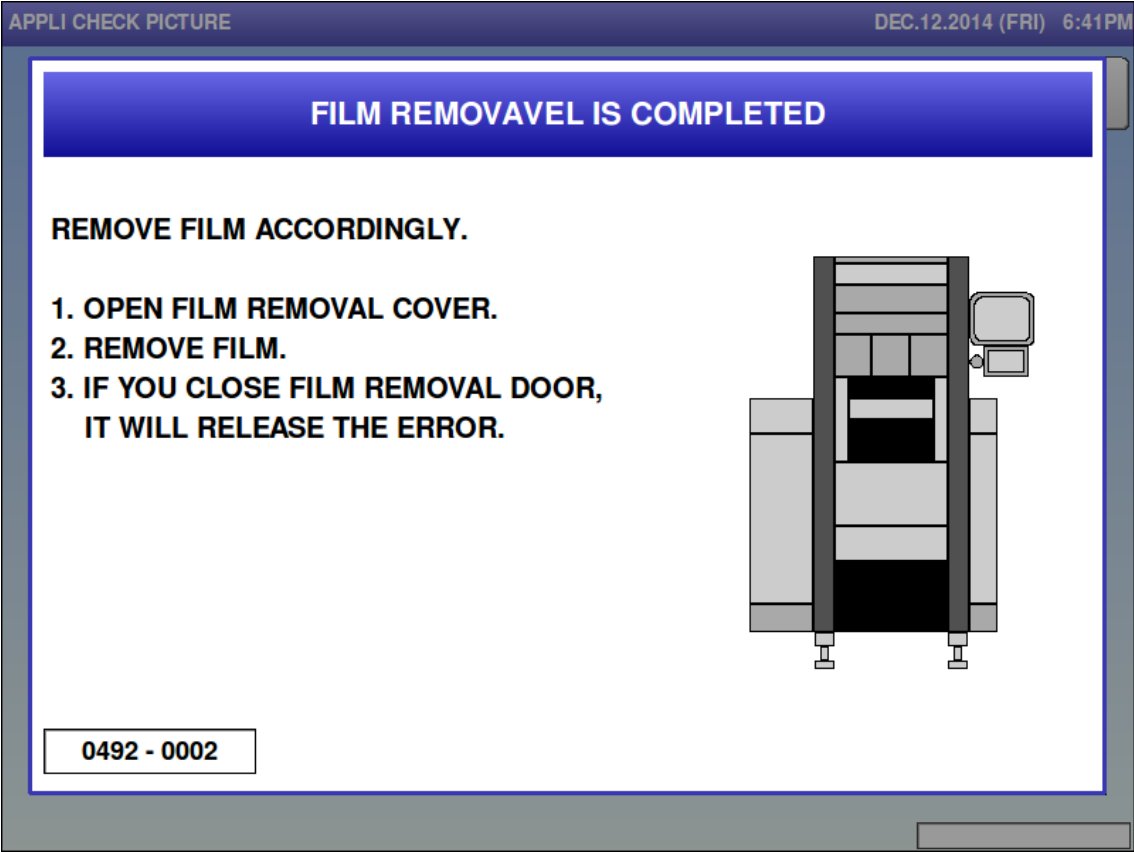 APPLI CHECK PICTURE
DEC.12.2014 (FRI) 6:41PM
FILM REMOVAVEL IS COMPLETED
REMOVE FILM ACCORDINGLY.
1. OPEN FILM REMOVAL COVER.
2. REMOVE FILM.
3. IF YOU CLOSE FILM REMOVAL DOOR,
IT WILL RELEASE THE ERROR.
0492 - 0002